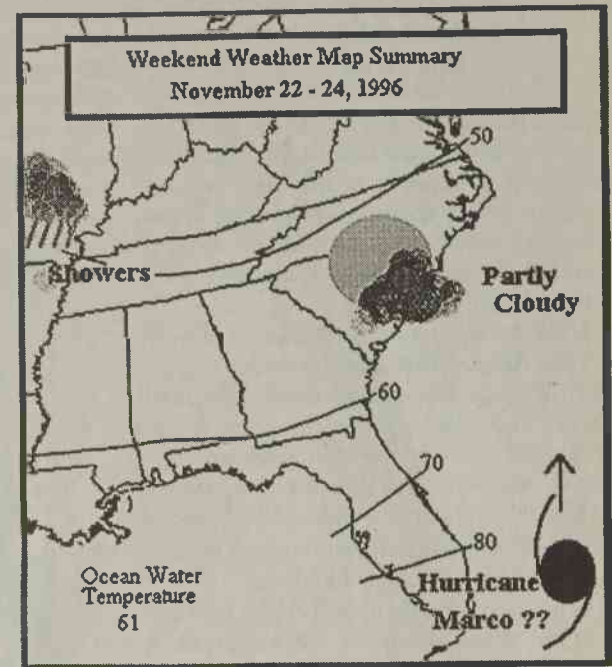 Weekend Weather Map Summary
November 22 - 24, 1996
50
Showers
Partly
Cloudy
60
70
80
Ocean Water
Temperature
61
Hurricane
Marco ??